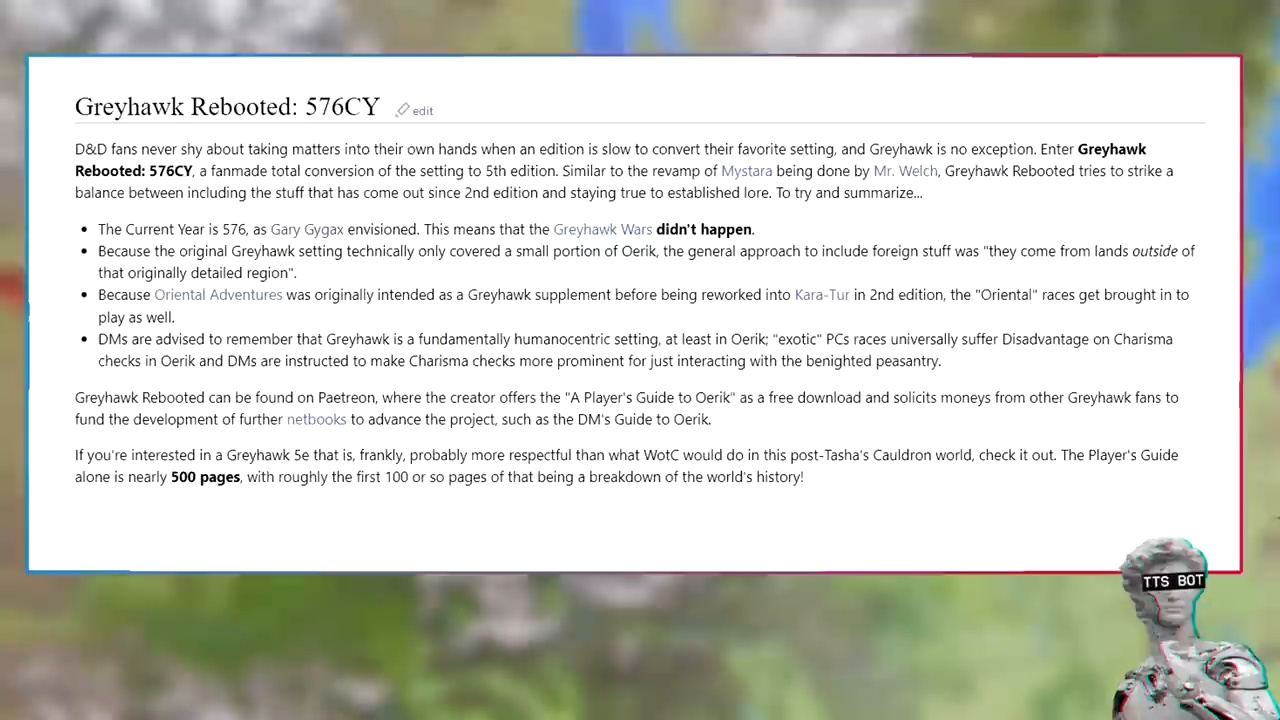 Greyhawk Rebooted: 576CY edit
D&D fans never shy about taking matters into their own hands when an edition is slow to convert their favorite setting, and Greyhawk is no exception. Enter Greyhawk
Rebooted: 576CY, a fanmade total conversion of the setting to 5th edition. Similar to the revamp of Mystara being done by Mr. Welch, Greyhawk Rebooted tries to strike a
balance between including the stuff that has come out since 2nd edition and staying true to established lore. To try and summarize...
• The Current Year is 576, as Gary Gygax envisioned. This means that the Greyhawk Wars didn't happen.
• Because the original Greyhawk setting technically only covered a small portion of Oerik, the general approach to include foreign stuff was "they come from lands outside of
that originally detailed region".
• Because Oriental Adventures was originally intended as a Greyhawk supplement before being reworked into Kara-Tur in 2nd edition, the "Oriental" races get brought in to
play as well.
• DMs are advised to remember that Greyhawk is a fundamentally humanocentric setting, at least in Oerik; "exotic" PCs races universally suffer Disadvantage on Charisma
checks in Oerik and DMs are instructed to make Charisma checks more prominent for just interacting with the benighted peasantry.
Greyhawk Rebooted can be found on Paetreon, where the creator offers the "A Player's Guide to Oerik" as a free download and solicits moneys from other Greyhawk fans to
fund the development of further netbooks to advance the project, such as the DM's Guide to Oerik.
If you're interested in a Greyhawk 5e that is, frankly, probably more respectful than what WotC would do in this post-Tasha's Cauldron world, check it out. The Player's Guide
alone is nearly 500 pages, with roughly the first 100 or so pages of that being a breakdown of the world's history!
TTS BOT